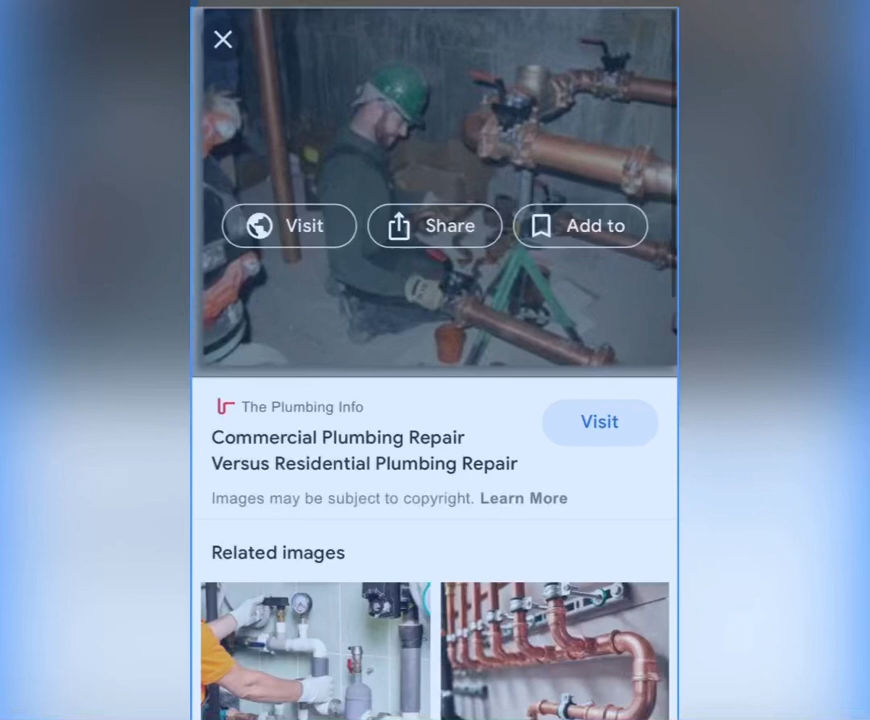 Visit
Share
Add to
The Plumbing Info
Visit
Commercial Plumbing Repair
Versus Residential Plumbing Repair
Images may be subject to copyright. Learn More
Related images